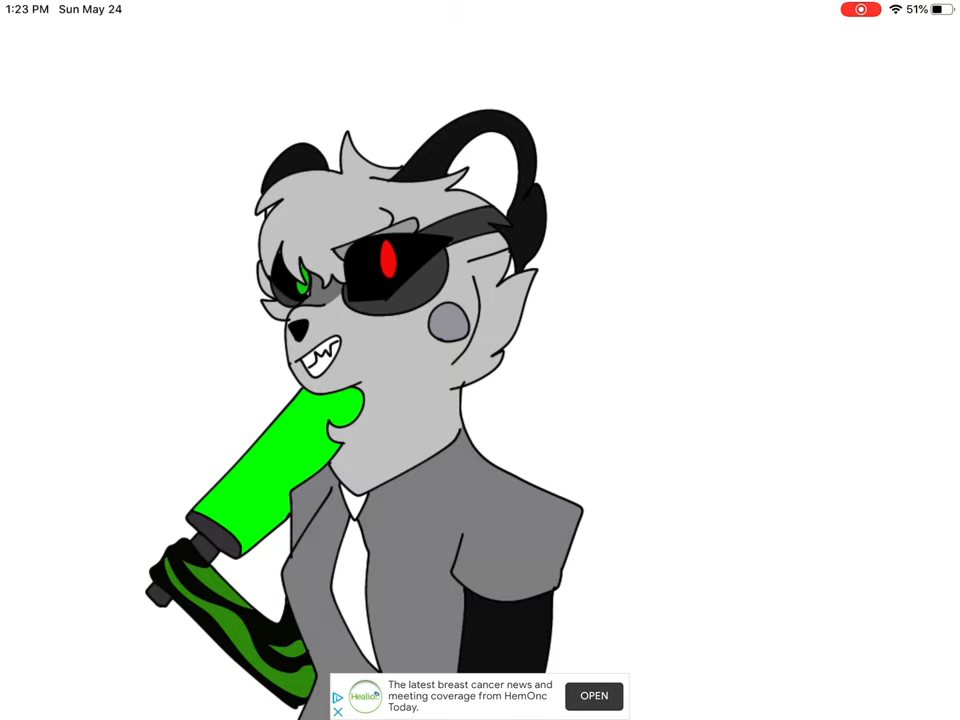 1:23 PM Sun May 24 51%
The latest breast cancer news and
meeting coverage from HemOnc
Today.
Healio
OPEN